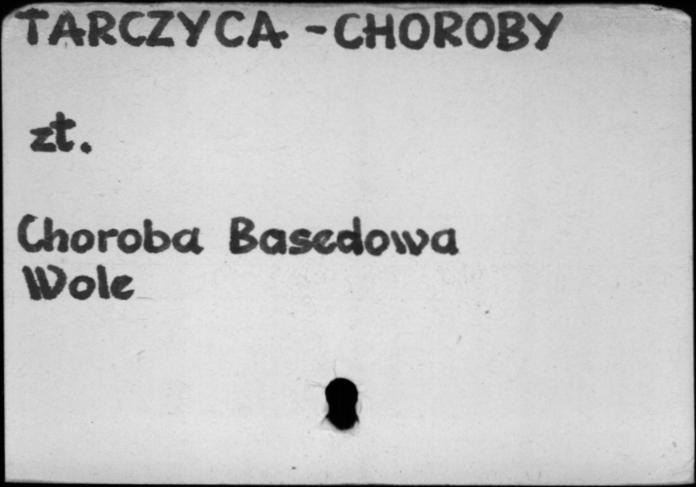 TARCZYCA - CHOROBY
zt.
Choroba Basedowa
Wole